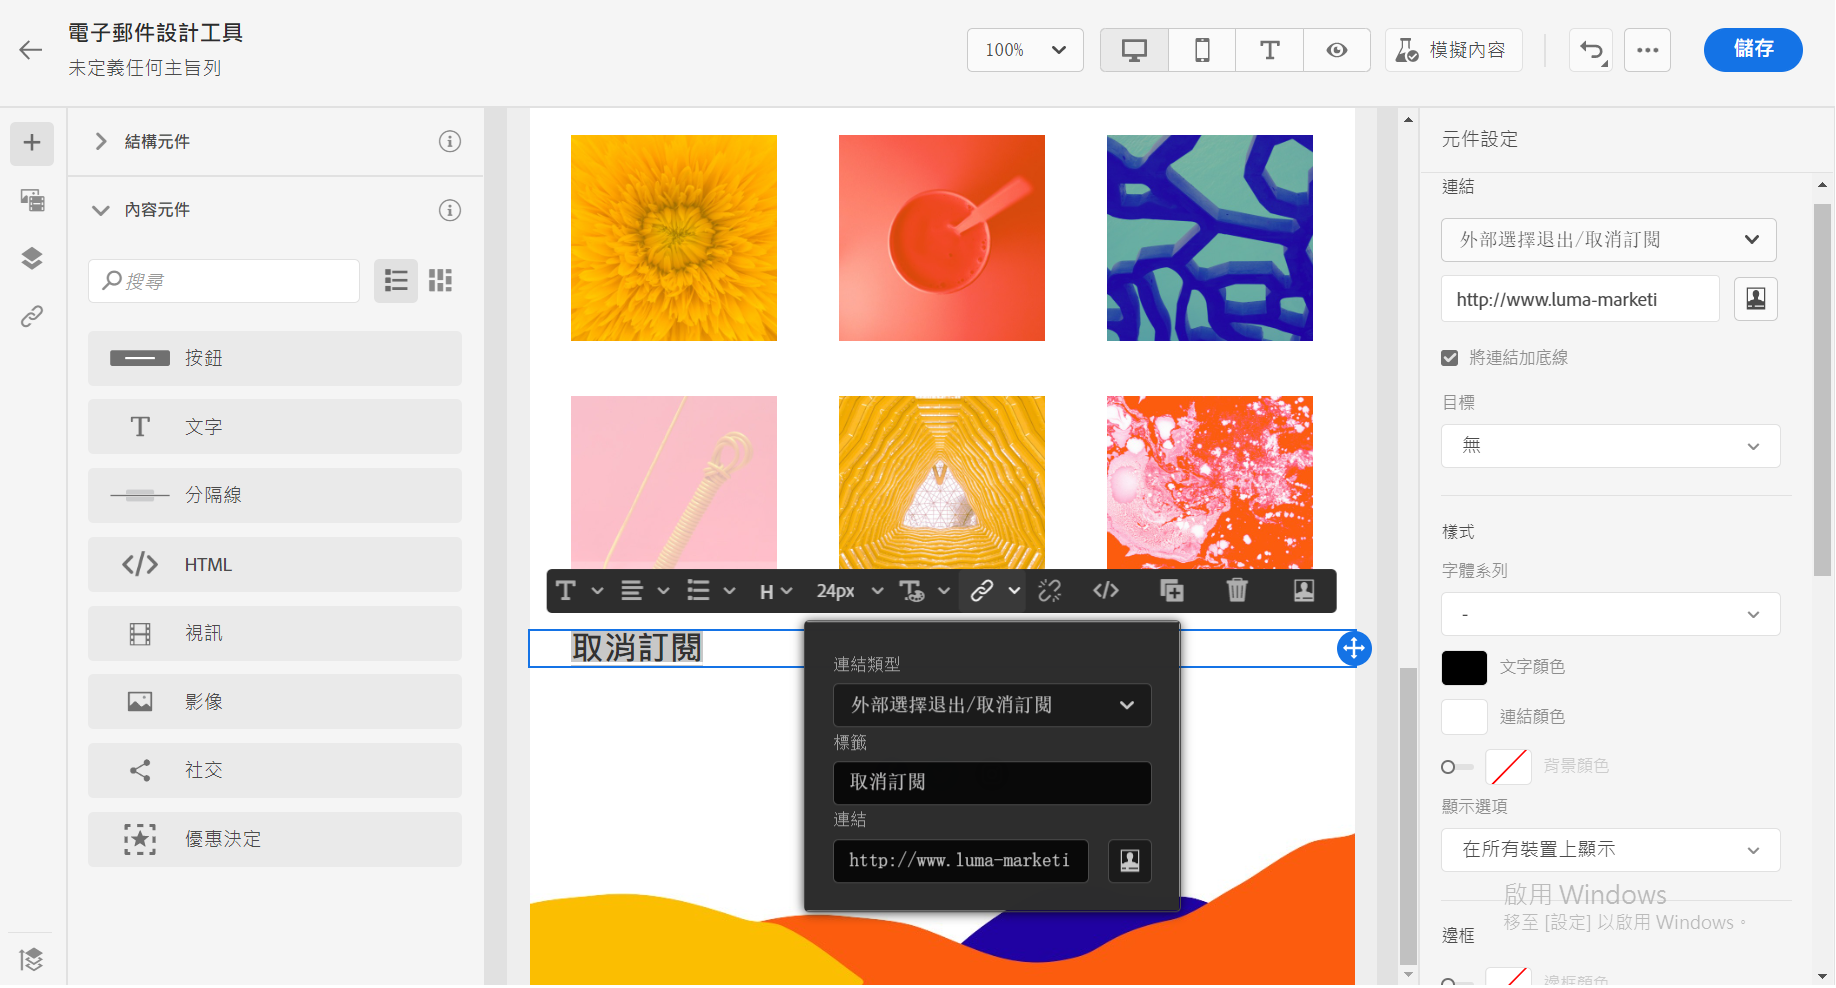 電子郵件設計工具
未定義任何主旨列
100%
模擬內容
儲存
結構元件
內容元件
搜尋
按鈕
文字
分隔線
HTML
視訊
影像
社交
優惠決定
H
24px
取消訂閱
連結類型
外部選擇退出/取消訂閱
標籤
取消訂閱
連結
http://www.luma-marketi
元件設定
連結
外部選擇退出/取消訂閱
http://www.luma-marketi
將連結加底線
目標
無
樣式
字體系列
-
文字顏色
連結顏色
背景顏色
顯示選項
在所有裝置上顯示
啟用 Windows
移至 [設定] 以啟用 Windows。
邊框
邊框顏色